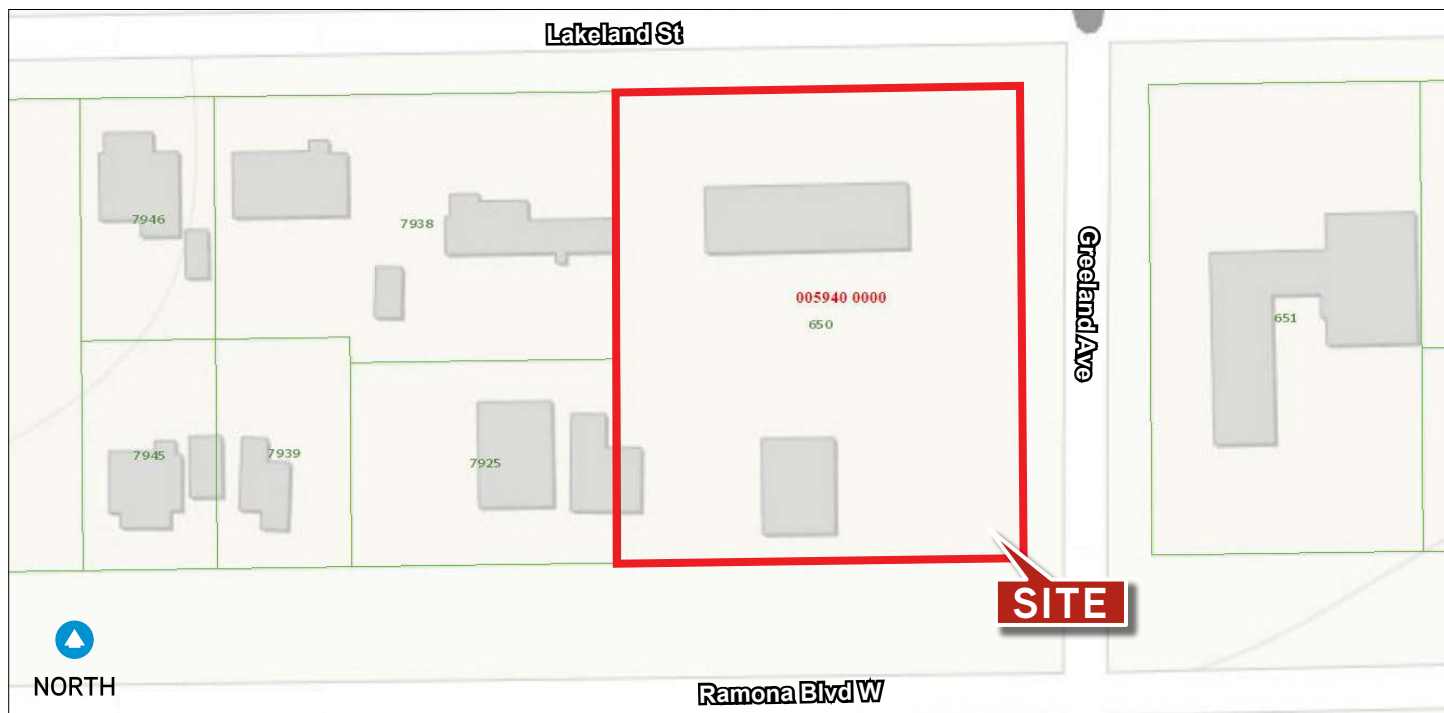 Lakeland St
7946
7938
Greeland Ave
005940 0000
650
651
7945
7939
7925
SITE
NORTH
Ramona Blvd W